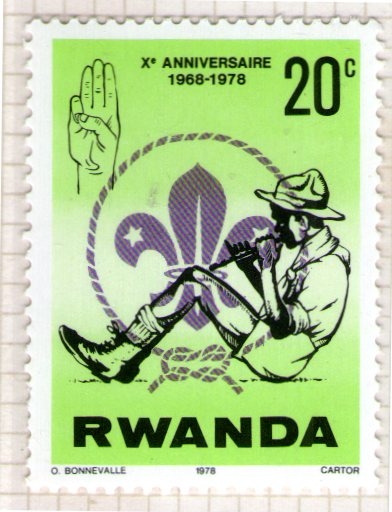 Xe ANNIVERSAIRE
1968-1978
20c
RWANDA
O. BONNEVALLE 1978 CARTOR